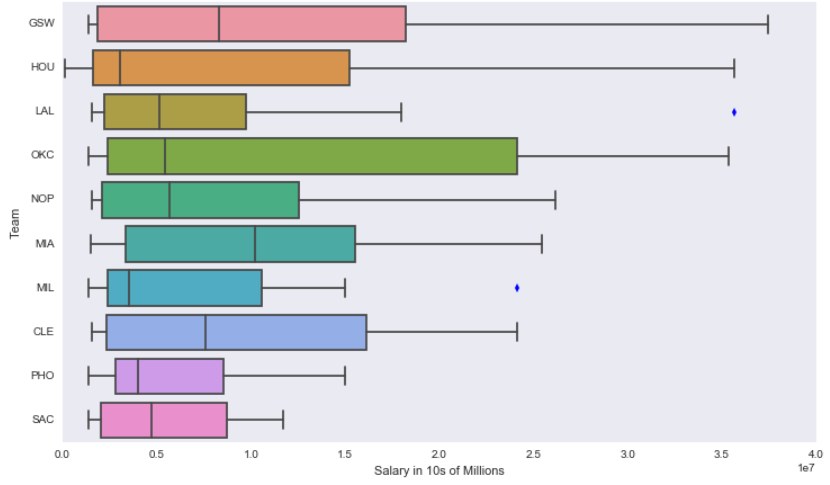 GSW
HOU
LAL
OKC
NOP
MIA
MIL
CLE
PHO
SAC
Team
0.0 0.5 1.0 1.5 2.0 2.5 3.0 3.5 4.0
1e7
Salary in 10s of Millions